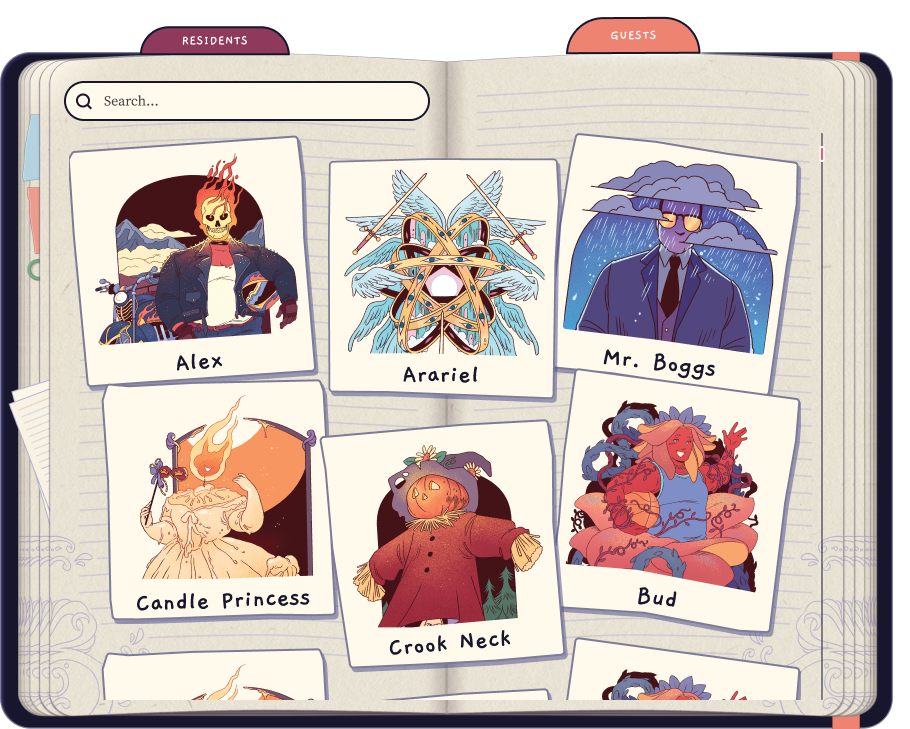 RESIDENTS
GUESTS
Search...
Alex
Arariel
Mr. Boggs
Candle Princess
Crook Neck
Bud